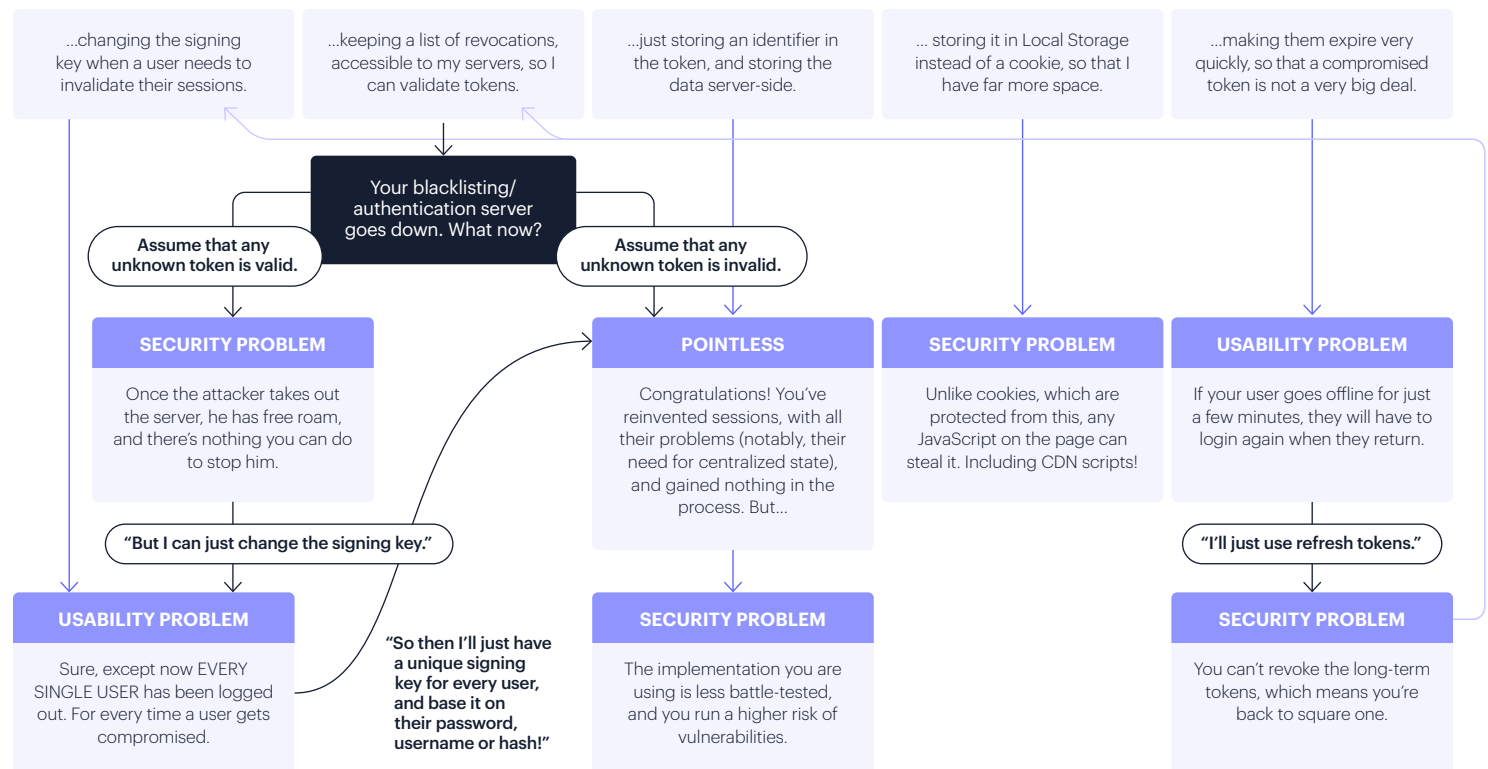 ...changing the signing
key when a user needs to
invalidate their sessions.
...keeping a list of revocations,
accessible to my servers, so I
can validate tokens.
...just storing an identifier in
the token, and storing the
data server-side.
... storing it in Local Storage
instead of a cookie, so that I
have far more space.
...making them expire very
quickly, so that a compromised
token is not a very big deal.
Your blacklisting/
authentication server
goes down. What now?
Assume that any
unknown token is valid.
Assume that any
unknown token is invalid.
SECURITY PROBLEM
Once the attacker takes out
the server, he has free roam,
and there's nothing you can do
to stop him.
POINTLESS
Congratulations! You've
reinvented sessions, with all
their problems (notably, their
need for centralized state),
and gained nothing in the
process. But...
SECURITY PROBLEM
Unlike cookies, which are
protected from this, any
JavaScript on the page can
steal it. Including CDN scripts!
USABILITY PROBLEM
If your user goes offline for just
a few minutes, they will have to
login again when they return.
“But I can just change the signing key.”
“I'll just use refresh tokens.”
USABILITY PROBLEM
Sure, except now EVERY
SINGLE USER has been logged
out. For every time a user gets
compromised.
“So then I'll just have
a unique signing
key for every user,
and base it on
their password,
username or hash!”
SECURITY PROBLEM
The implementation you are
using is less battle-tested,
and you run a higher risk of
vulnerabilities.
SECURITY PROBLEM
You can't revoke the long-term
tokens, which means you're
back to square one.